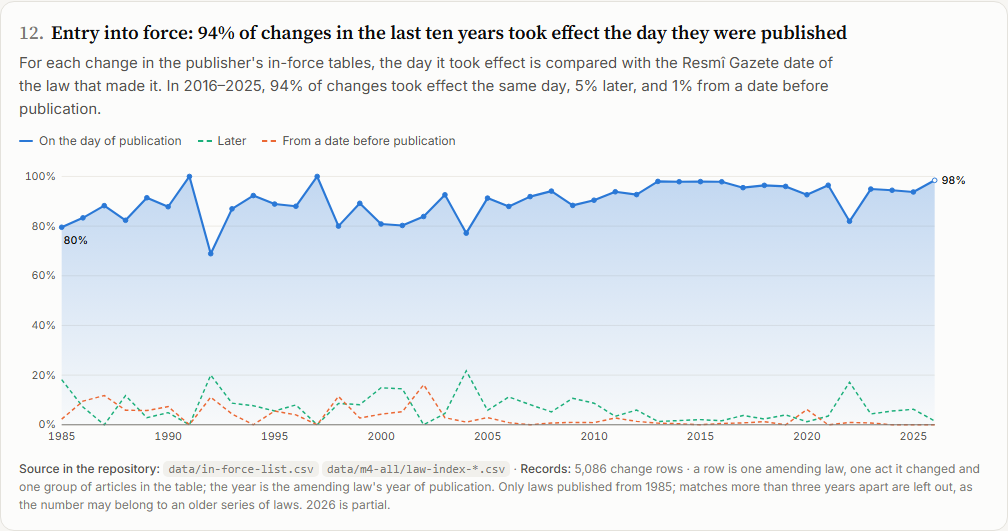 12. Entry into force: 94% of changes in the last ten years took effect the day they were published
For each change in the publisher's in-force tables, the day it took effect is compared with the Resmî Gazete date of
the law that made it. In 2016–2025, 94% of changes took effect the same day, 5% later, and 1% from a date before
publication.
On the day of publication Later From a date before publication
100%
98%
80%
80%
60%
40%
20%
0%
1985 1990 1995 2000 2005 2010 2015 2020 2025
Source in the repository: data/in-force-list.csv data/m4-all/law-index-*.csv · Records: 5,086 change rows · a row is one amending law, one act it changed and
one group of articles in the table; the year is the amending law's year of publication. Only laws published from 1985; matches more than three years apart are left out, as
the number may belong to an older series of laws. 2026 is partial.